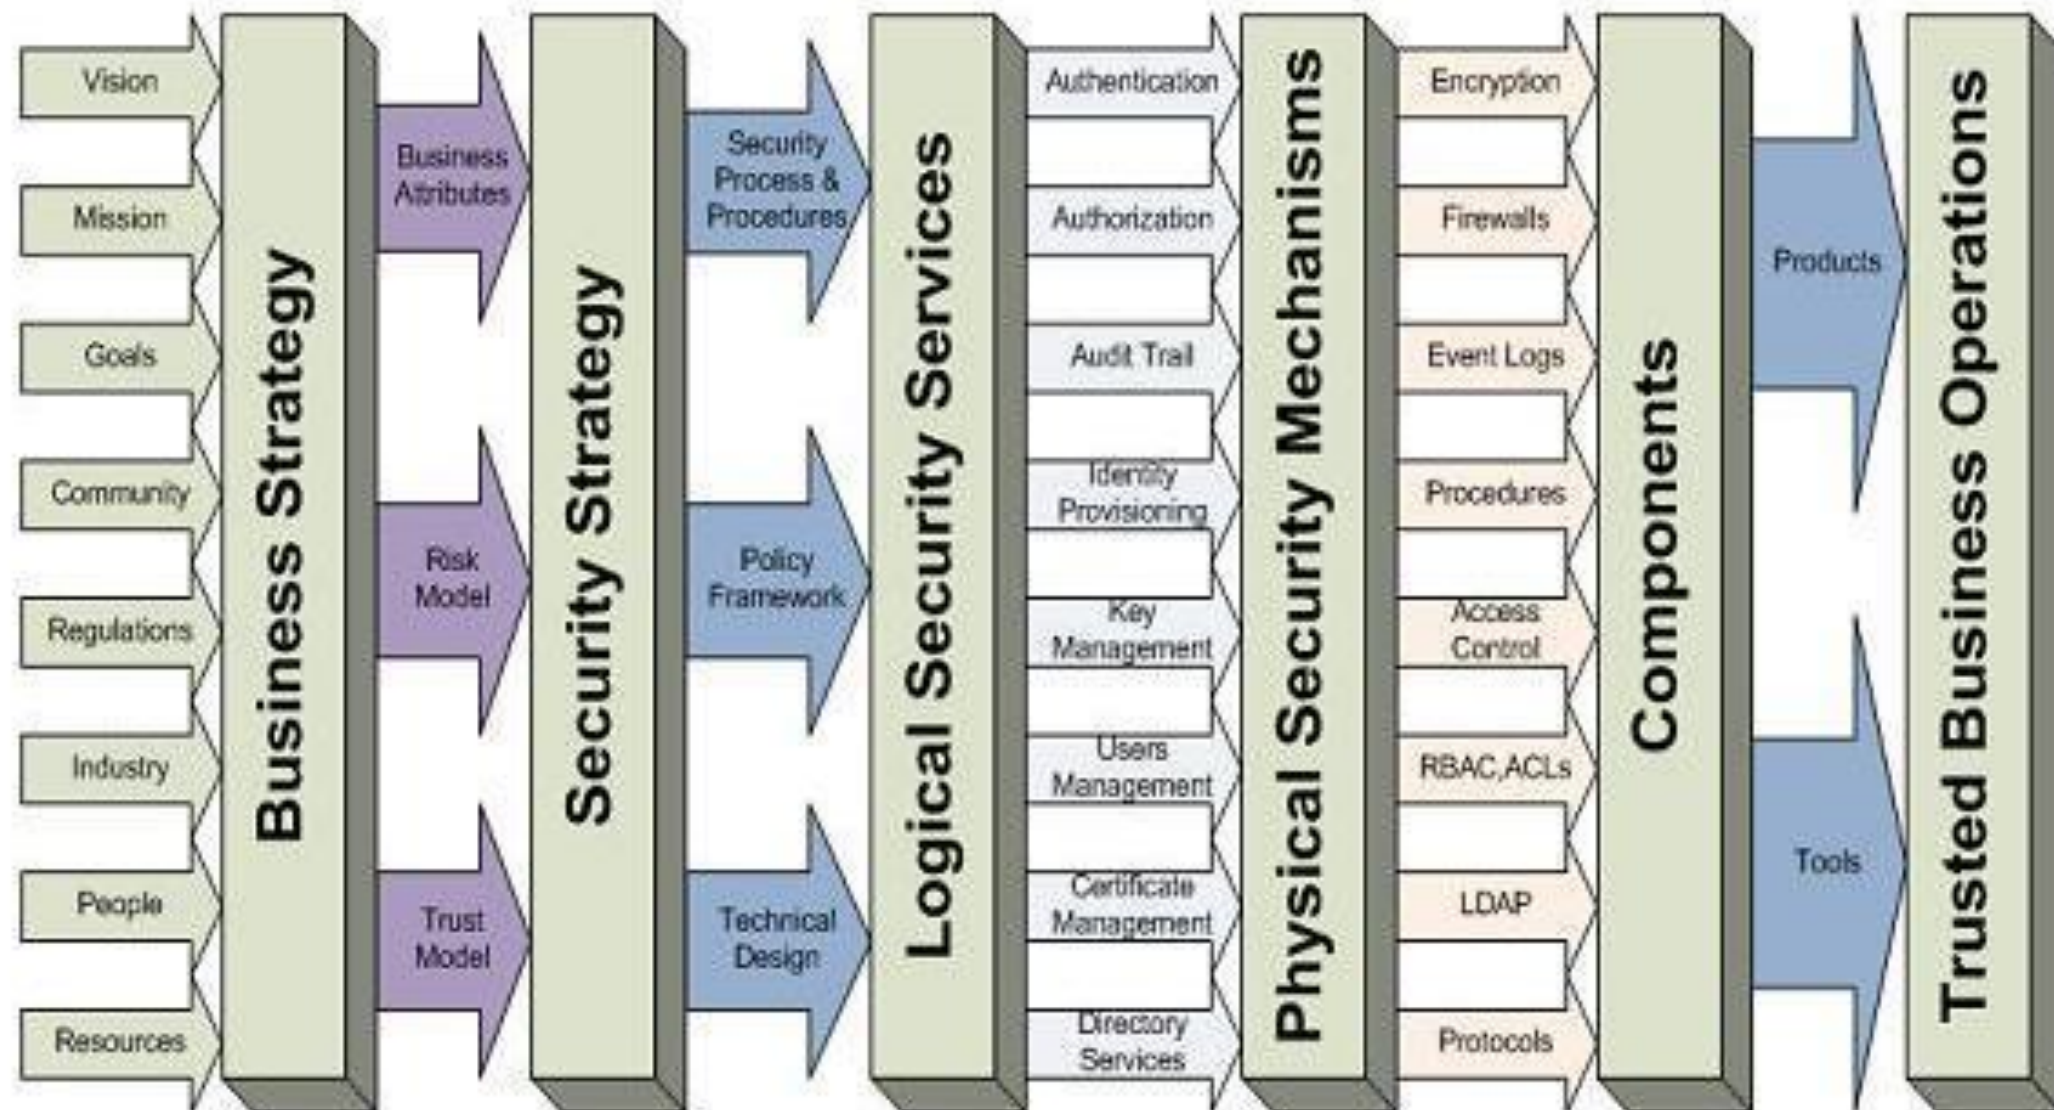 Vision
Mission
Goals
Community
Regulations
Industry
People
Resources
Business Strategy
Business
Attributes
Risk
Model
Trust
Model
Security Strategy
Security
Process &
Procedures
Policy
Framework
Technical
Design
Logical Security Services
Authentication
Authorization
Audit Trail
Identity
Provisioning
Key
Management
Users
Management
Certificate
Management
Directory
Services
Physical Security Mechanisms
Encryption
Firewalls
Event Logs
Procedures
Access
Control
RBAC,ACLs
LDAP
Protocols
Components
Products
Tools
Trusted Business Operations